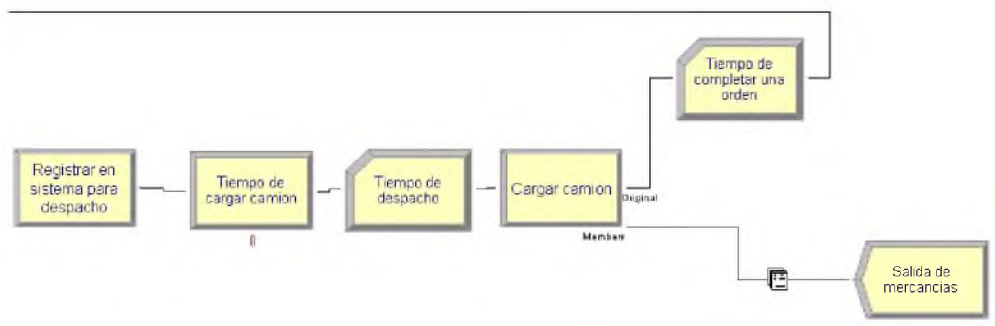 Tiempo de
completar una
orden
Registrar en
sistema para
despacho
Tiempo de
cargar camion
0
Tiempo de
despacho
Cargar camion
Original
Members
Salida de
mercancias